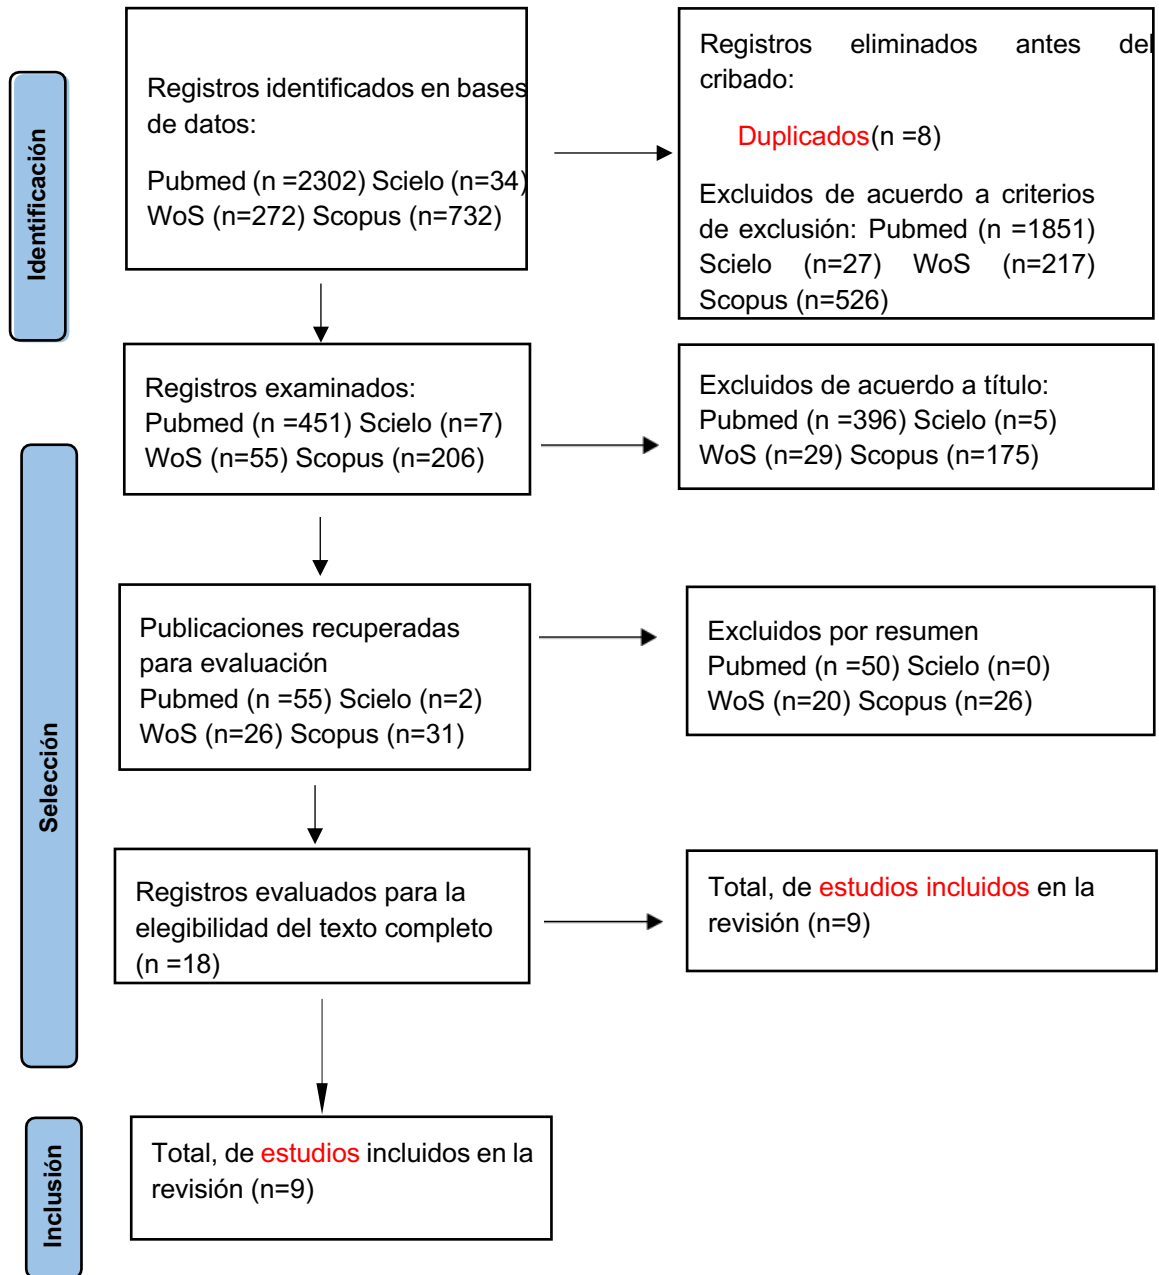 Identificación
Registros identificados en bases
de datos:
Pubmed (n =2302) Scielo (n=34)
WoS (n=272) Scopus (n=732)
Registros eliminados antes del
cribado:
Duplicados(n =8)
Excluidos de acuerdo a criterios
de exclusión: Pubmed (n =1851)
Scielo (n=27) WoS (n=217)
Scopus (n=526)
Selección
Registros examinados:
Pubmed (n =451) Scielo (n=7)
WoS (n=55) Scopus (n=206)
Excluidos de acuerdo a título:
Pubmed (n =396) Scielo (n=5)
WoS (n=29) Scopus (n=175)
Publicaciones recuperadas
para evaluación
Pubmed (n =55) Scielo (n=2)
WoS (n=26) Scopus (n=31)
Excluidos por resumen
Pubmed (n =50) Scielo (n=0)
WoS (n=20) Scopus (n=26)
Registros evaluados para la
elegibilidad del texto completo
(n =18)
Total, de estudios incluidos en la
revisión (n=9)
Inclusión
Total, de estudios incluidos en la
revisión (n=9)